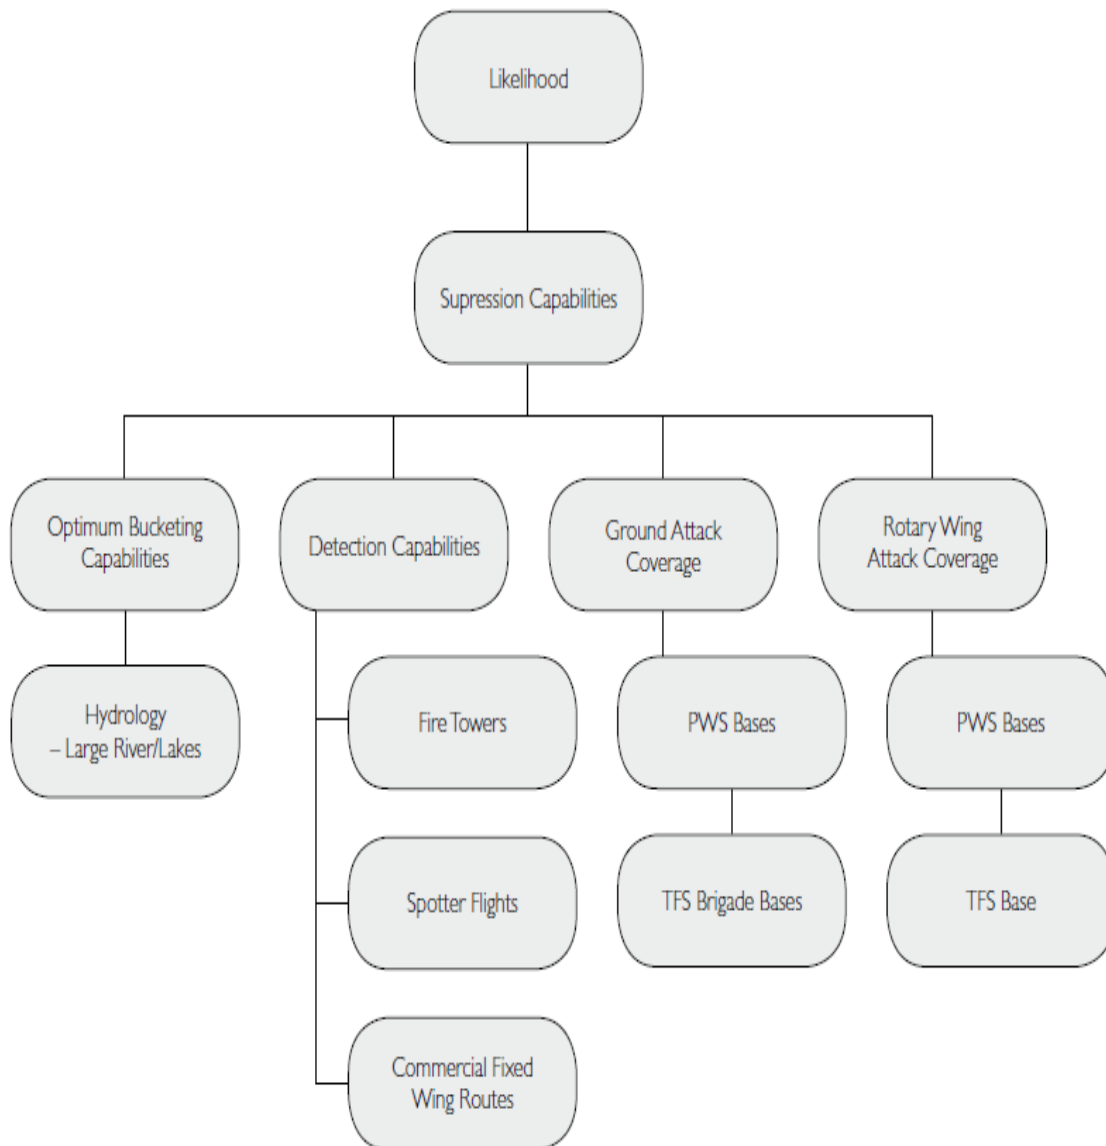 Likelihood
Supression Capabilities
Optimum Bucketing
Capabilities
Detection Capabilities
Ground Attack
Coverage
Rotary Wing
Attack Coverage
Hydrology
– Large River/Lakes
Fire Towers
PWS Bases
PWS Bases
Spotter Flights
TFS Brigade Bases
TFS Base
Commercial Fixed
Wing Routes